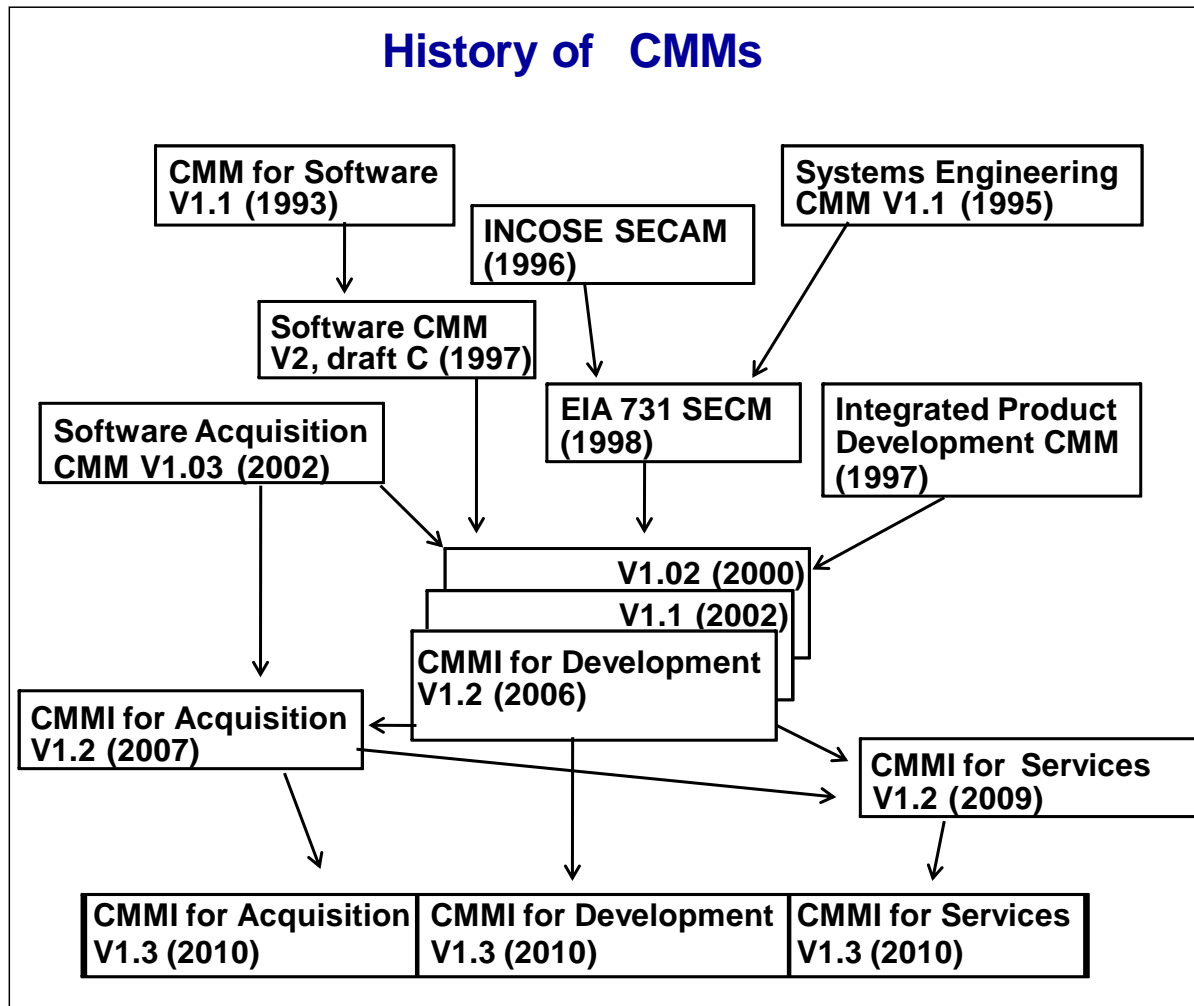 History of CMMs
CMM for Software
V1.1 (1993)
Systems Engineering
CMM V1.1 (1995)
INCOSE SECAM
(1996)
Software CMM
V2, draft C (1997)
EIA 731 SECM
(1998)
Integrated Product
Development CMM
(1997)
Software Acquisition
CMM V1.03 (2002)
V1.02 (2000)
V1.1 (2002)
CMMI for Development
V1.2 (2006)
CMMI for Acquisition
V1.2 (2007)
CMMI for Services
V1.2 (2009)
CMMI for Acquisition
V1.3 (2010)
CMMI for Development
V1.3 (2010)
CMMI for Services
V1.3 (2010)